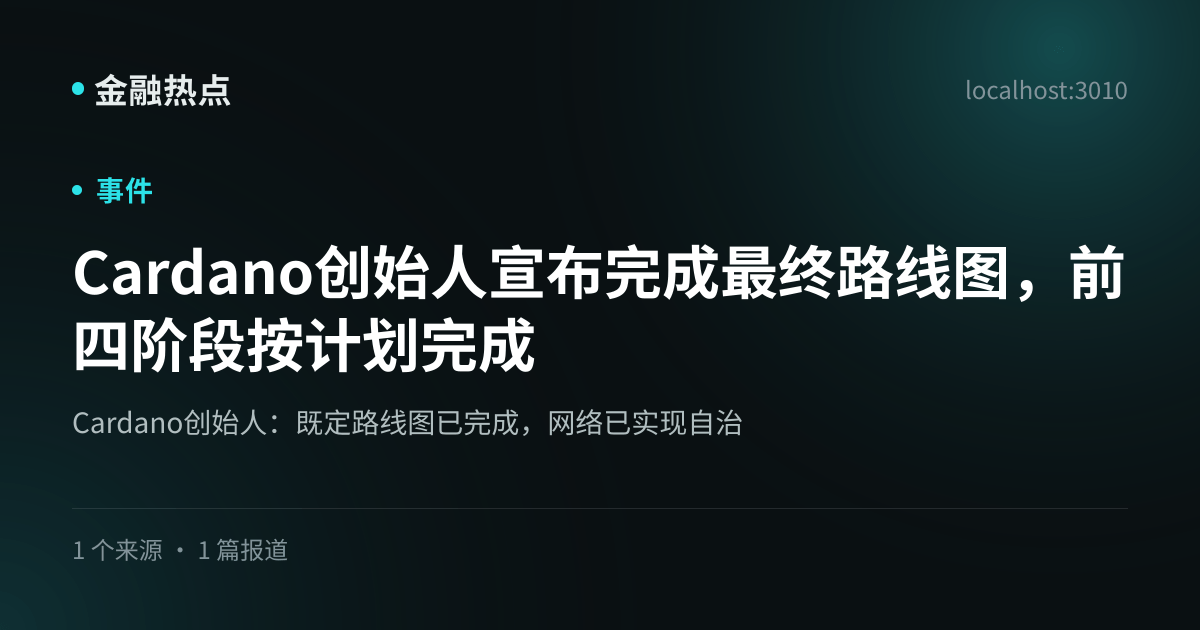 金融热点
localhost:3010
事件
Cardano创始人宣布完成最终路线图，前
四阶段按计划完成
Cardano创始人：既定路线图已完成，网络已实现自治
1 个来源 · 1 篇报道